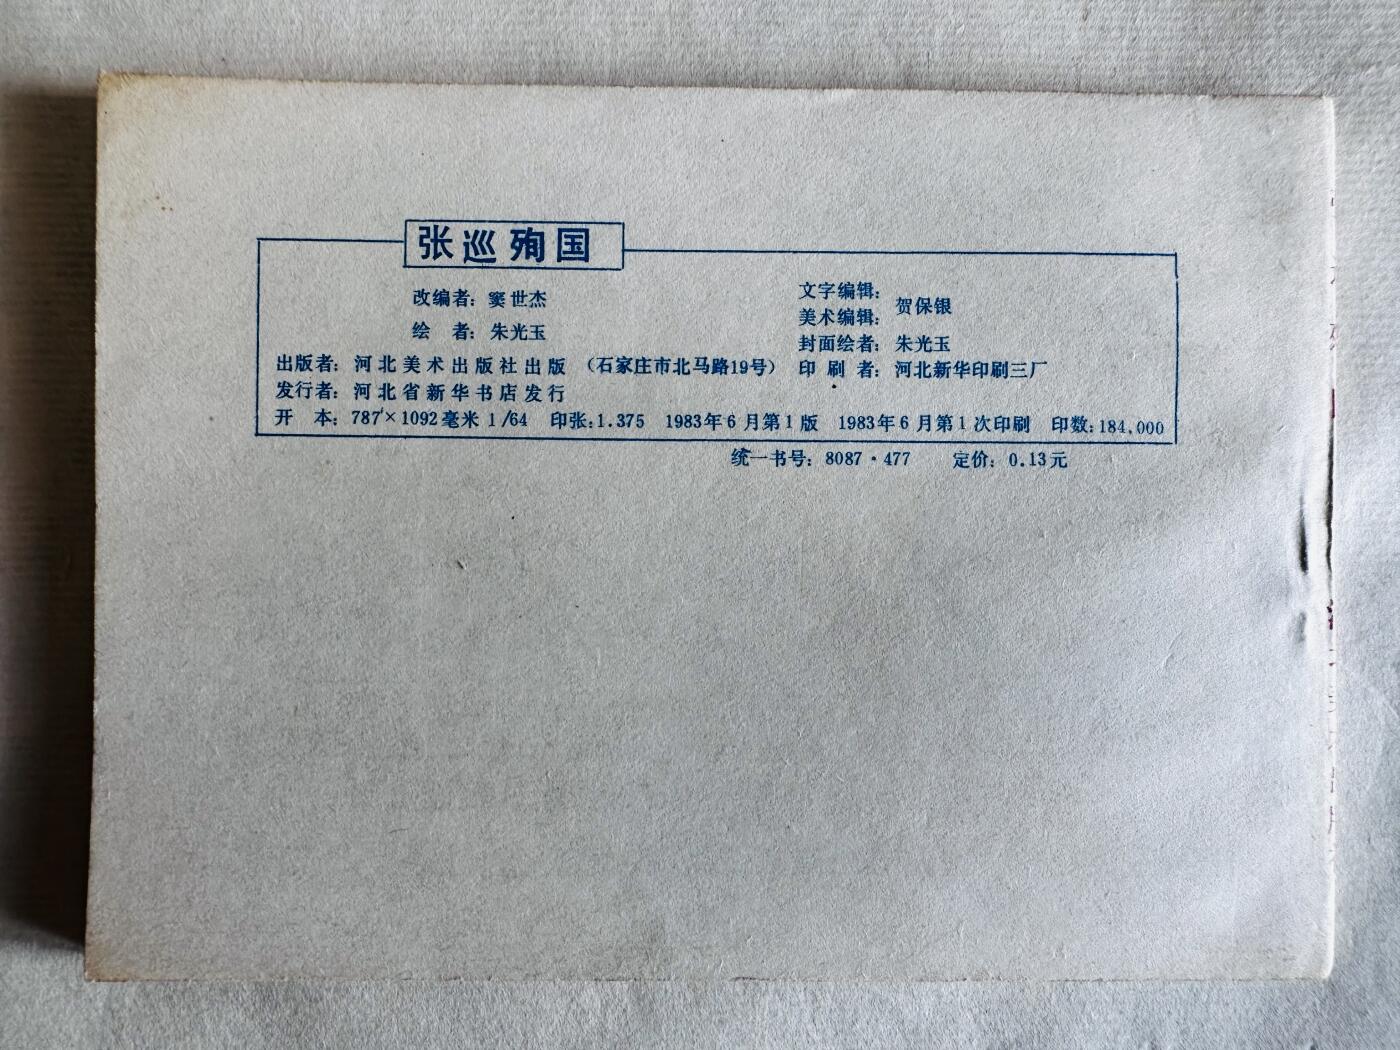 张巡殉国
改编者：窦世杰
绘　者：朱光玉
文字编辑：
美术编辑：
贺保银
封面绘者：朱光玉
出版者：河北美术出版社出版（石家庄市北马路19号）
印刷者：河北新华印刷三厂
发行者：河北省新华书店发行
开　本：787×1092毫米 1/64　印张：1.375　1983年6月第1版　1983年6月第1次印刷　印数：184,000
统一书号：8087·477　定价：0.13元